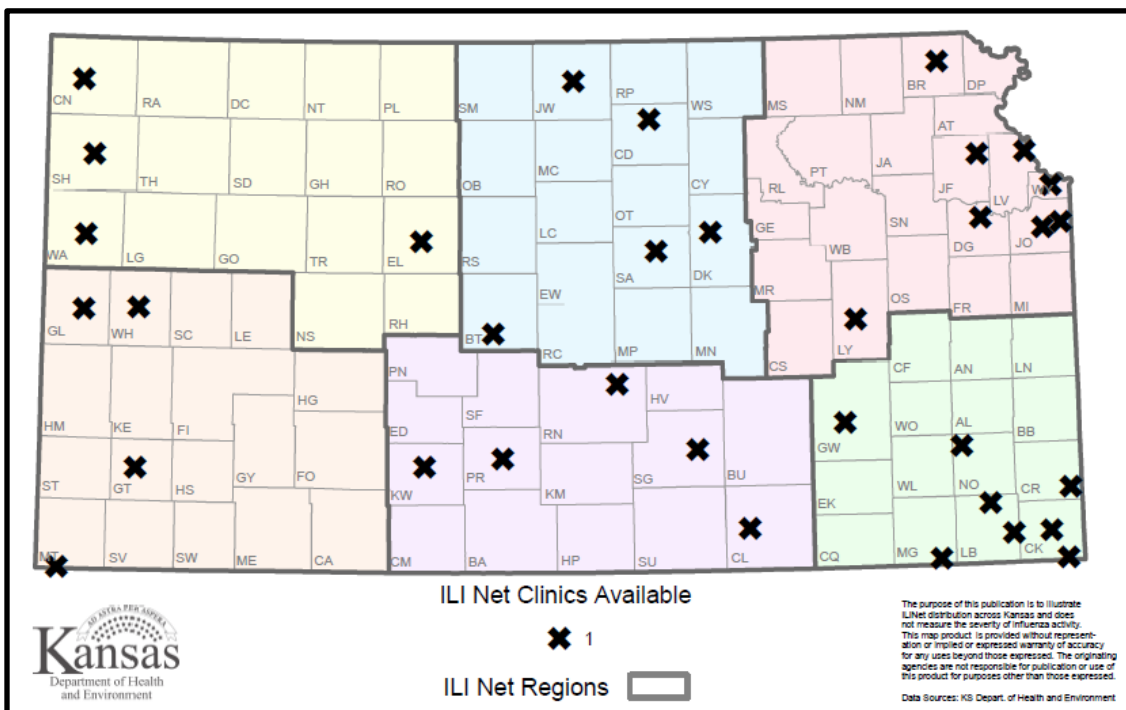 CN RA DC NT PL SM JW RP WS MS NM BR DP
AT
SH TH SD GH RO OB MC CD CY RL PT JA JF LV W
WA LG GO TR EL RS LC OT SA DK GE WB SN DG JO
MR OS FR MI
GL WH SC LE NS RH BT EW RC MP MN CS LY
HM KE FI HG PN SF RN HV CF AN LN
ED GW WO AL BB
ST GT HS GY FO KW PR KM SG BU EK WL NO CR
MT SV SW ME CA CM BA HP SU CL CQ MG LB CK
ILI Net Clinics Available
1
ILI Net Regions
AD ASTRA PER ASPERA
Kansas
Department of Health
and Environment
The purpose of this publication is to illustrate
ILINet distribution across Kansas and does
not measure the severity of influenza activity.
This map product is provided without represent-
ation or implied or expressed warranty of accuracy
for any uses beyond those expressed. The originating
agencies are not responsible for publication or use of
this product for purposes other than those expressed.
Data Sources: KS Depart. of Health and Environment